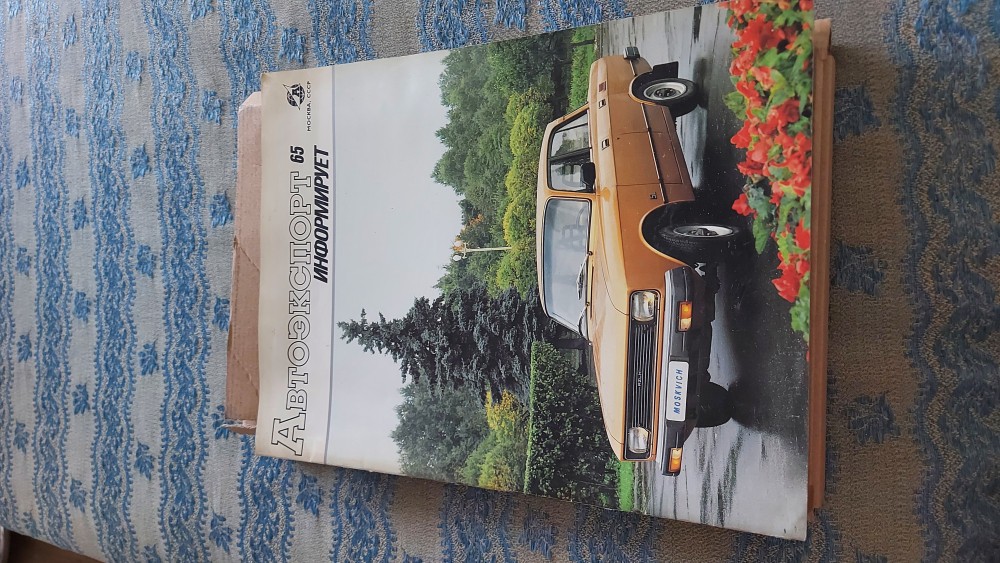 АВТОЭКСПОРТ 65
ИНФОРМИРУЕТ
МОСКВА, СССР
MOSKVICH